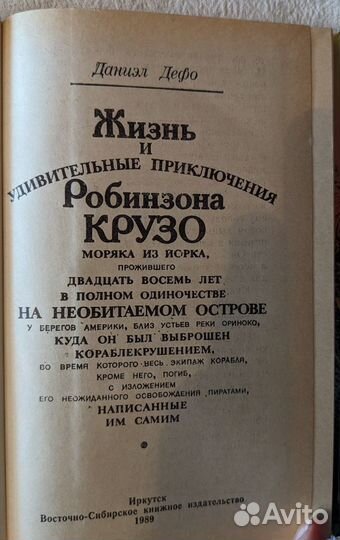 Даниэл Дефо
Жизнь
И
УДИВИТЕЛЬНЫЕ ПРИКЛЮЧЕНИЯ
Робинзона
КРУЗО
МОРЯКА ИЗ ЙОРКА,
ПРОЖИВШЕГО
ДВАДЦАТЬ ВОСЕМЬ ЛЕТ
В ПОЛНОМ ОДИНОЧЕСТВЕ
НА НЕОБИТАЕМОМ ОСТРОВЕ
У БЕРЕГОВ АМЕРИКИ, БЛИЗ УСТЬЕВ РЕКИ ОРИНОКО,
КУДА ОН БЫЛ ВЫБРОШЕН
КОРАБЛЕКРУШЕНИЕМ,
ВО ВРЕМЯ КОТОРОГО ВЕСЬ ЭКИПАЖ КОРАБЛЯ,
КРОМЕ НЕГО, ПОГИБ,
С ИЗЛОЖЕНИЕМ
ЕГО НЕОЖИДАННОГО ОСВОБОЖДЕНИЯ ПИРАТАМИ,
НАПИСАННЫЕ
ИМ САМИМ
Иркутск
Восточно-Сибирское книжное издательство
1989
Avito